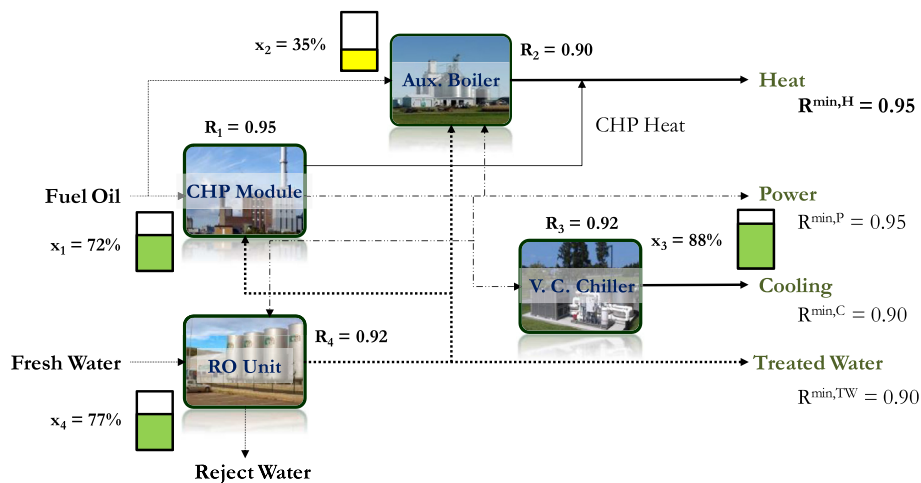 x₂ = 35%
R₂ = 0.90
Aux. Boiler
Heat
Rᵐⁱⁿ,ᴴ = 0.95
R₁ = 0.95
CHP Heat
Fuel Oil
CHP Module
Power
Rᵐⁱⁿ,ᴾ = 0.95
x₁ = 72%
R₃ = 0.92
x₃ = 88%
V. C. Chiller
Cooling
Rᵐⁱⁿ,ᶜ = 0.90
R₄ = 0.92
Fresh Water
RO Unit
Treated Water
Rᵐⁱⁿ,ᵀᵂ = 0.90
x₄ = 77%
Reject Water